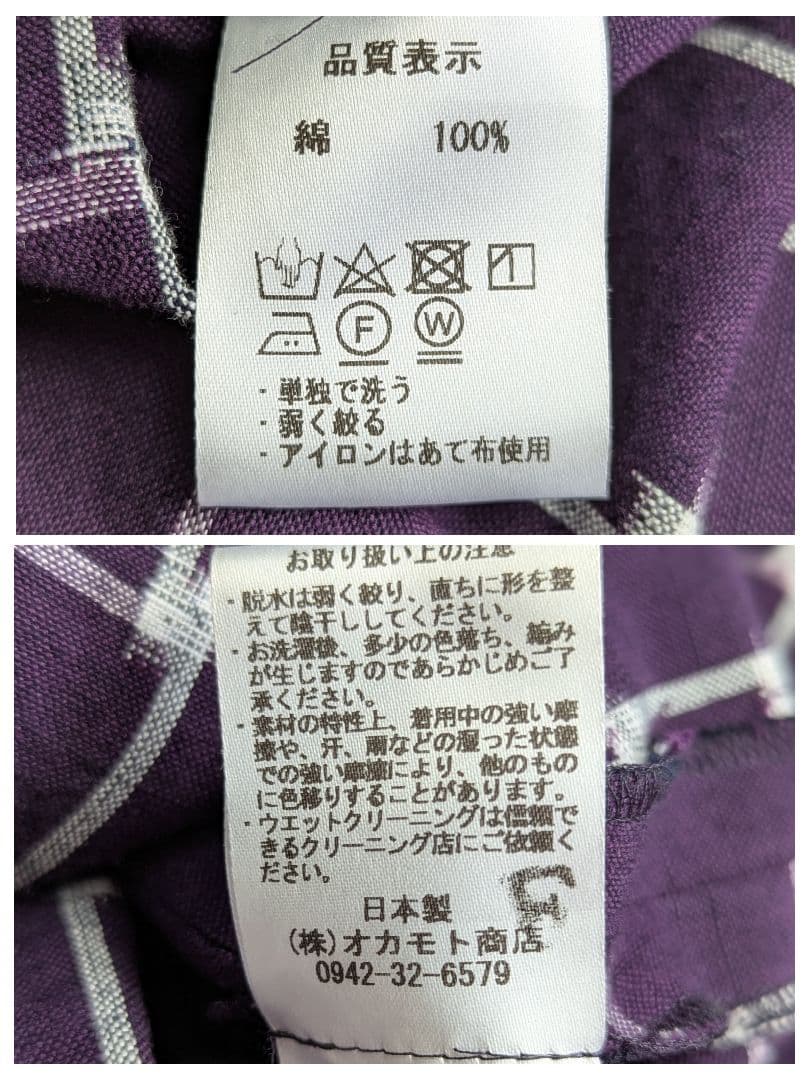 品質表示
綿 100%
F W
・単独で洗う
・弱く絞る
・アイロンはあて布使用
お取り扱い上の注意
・脱水は弱く絞り、直ちに形を整
えて陰干ししてください。
・お洗濯後、多少の色落ち、縮み
が生じますのであらかじめご了
承ください。
・素材の特性上、着用中の強い摩
擦や、汗、雨などの湿った状態
での強い摩擦により、他のもの
に色移りすることがあります。
・ウエットクリーニングは信頼で
きるクリーニング店にご依頼く
ださい。
日本製
(株)オカモト商店
0942-32-6579